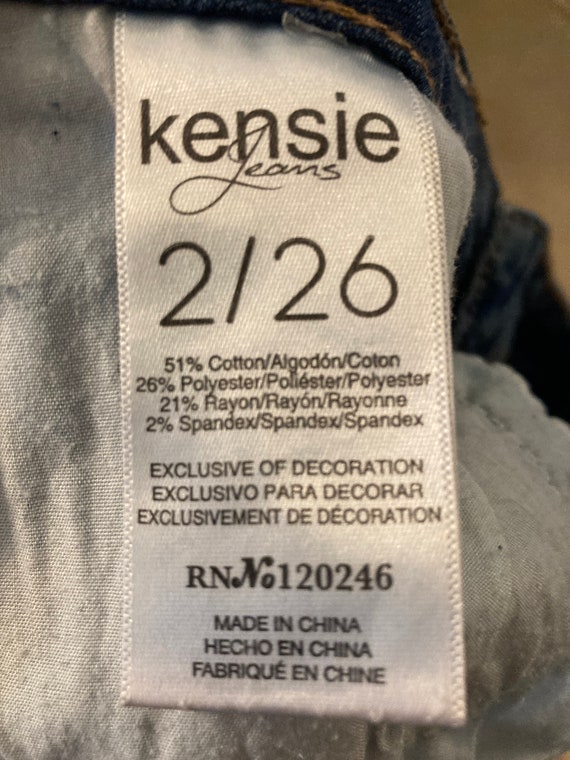 kensie
Jeans
2/26
51% Cotton/Algodón/Coton
26% Polyester/Poliéster/Polyester
21% Rayon/Rayón/Rayonne
2% Spandex/Spandex/Spandex
EXCLUSIVE OF DECORATION
EXCLUSIVO PARA DECORAR
EXCLUSIVEMENT DE DÉCORATION
RN№120246
MADE IN CHINA
HECHO EN CHINA
FABRIQUÉ EN CHINE